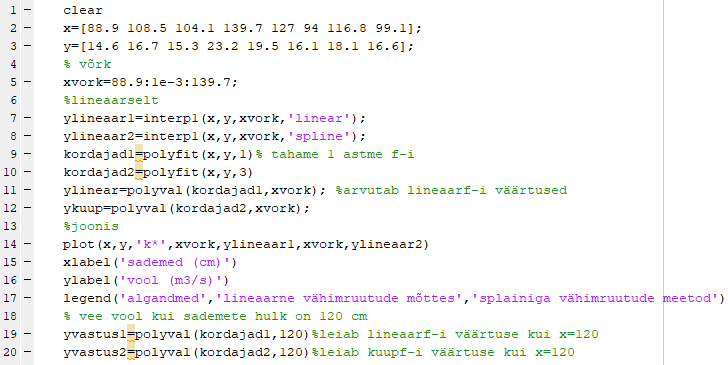 1 – clear
2 – x=[88.9 108.5 104.1 139.7 127 94 116.8 99.1];
3 – y=[14.6 16.7 15.3 23.2 19.5 16.1 18.1 16.6];
4 % võrk
5 – xvork=88.9:1e-3:139.7;
6 %lineaarselt
7 – ylineaar1=interp1(x,y,xvork,'linear');
8 – ylineaar2=interp1(x,y,xvork,'spline');
9 – kordajad1=polyfit(x,y,1)% tahame 1 astme f-i
10 – kordajad2=polyfit(x,y,3)
11 – ylinear=polyval(kordajad1,xvork); %arvutab lineaarf-i väärtused
12 – ykuup=polyval(kordajad2,xvork);
13 %joonis
14 – plot(x,y,'k*',xvork,ylineaar1,xvork,ylineaar2)
15 – xlabel('sademed (cm)')
16 – ylabel('vool (m3/s)')
17 – legend('algandmed','lineaarne vähimruutude mõttes','splainiga vähimruutude meetod')
18 % vee vool kui sademete hulk on 120 cm
19 – yvastus1=polyval(kordajad1,120)%leiab lineaarf-i väärtuse kui x=120
20 – yvastus2=polyval(kordajad2,120)%leiab kuupf-i väärtuse kui x=120